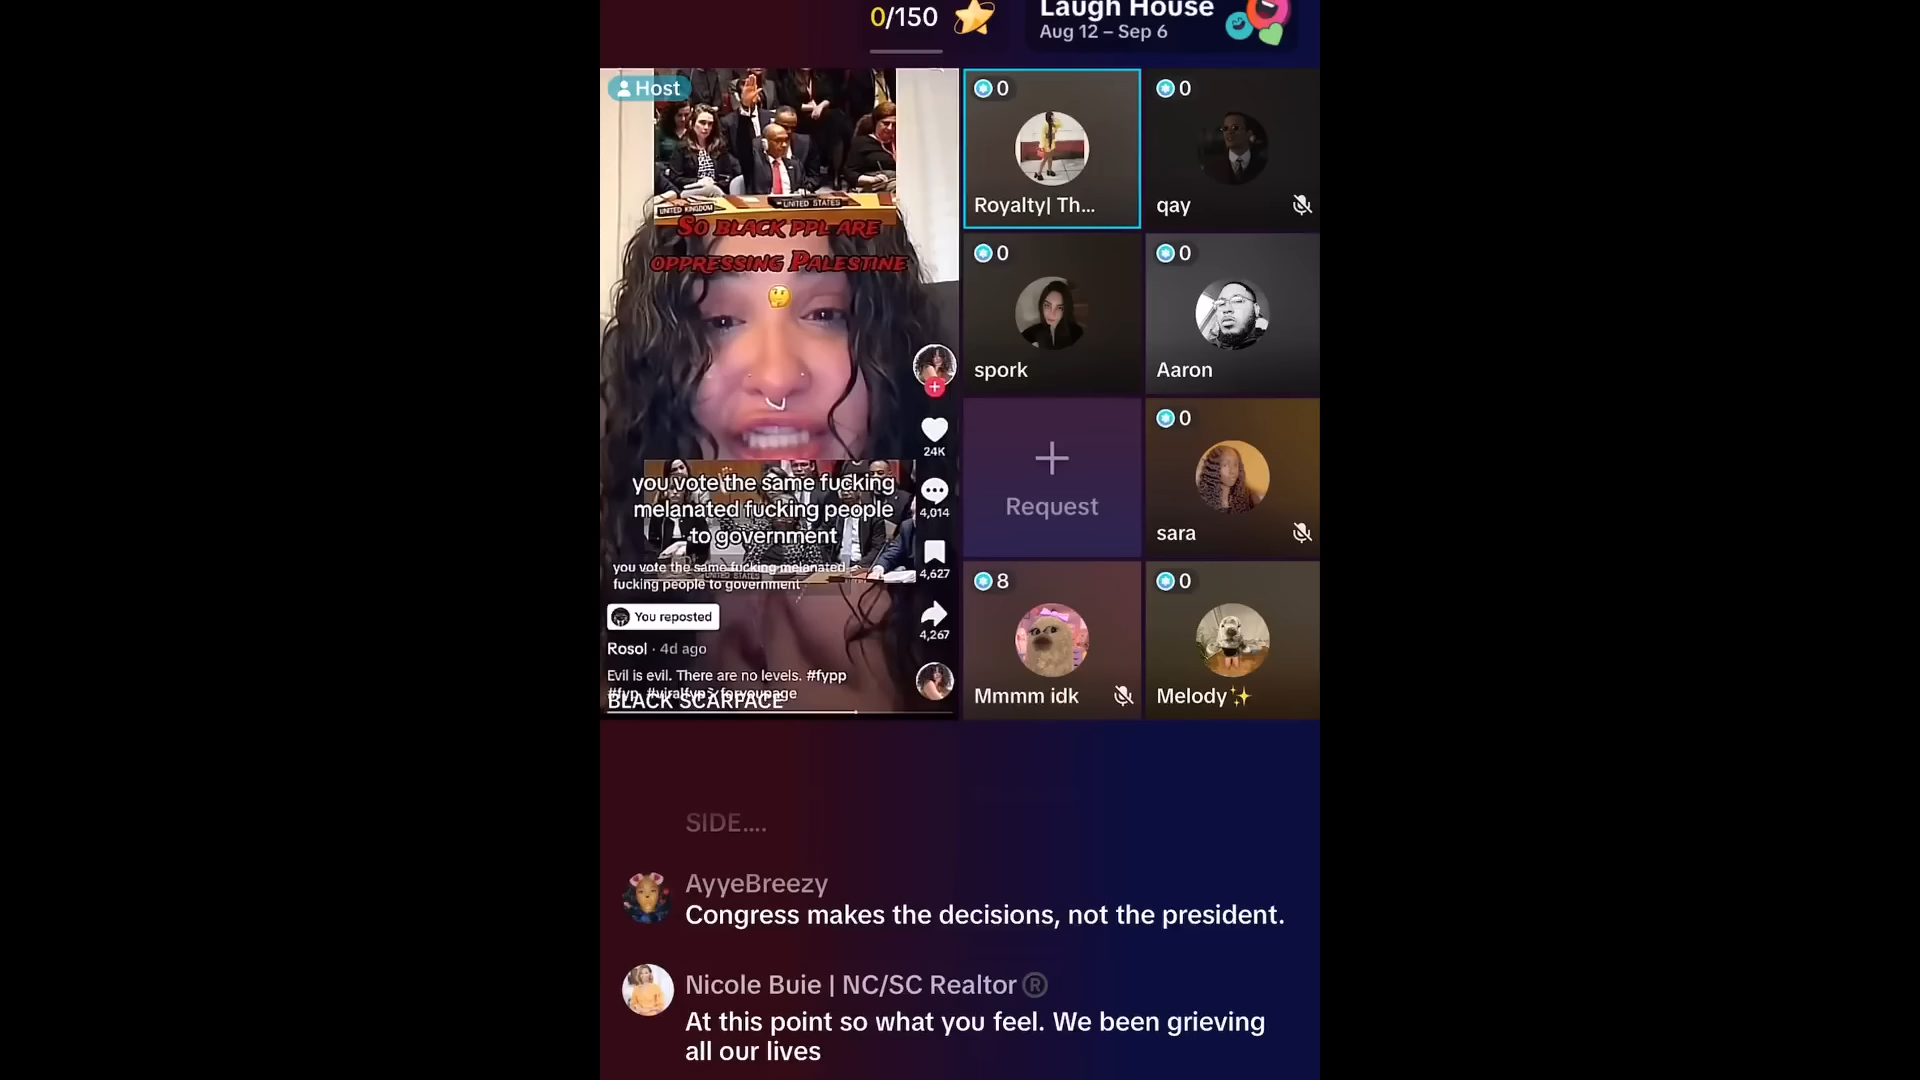 0/150
Laugh House
Aug 12 – Sep 6
Host
UNITED KINGDOM
UNITED STATES
So black ppl are
oppressing Palestine
24K
4,014
4,627
4,267
you vote the same fucking
melanated fucking people
to government
you vote the same fucking melanated
fucking people to government
UNITED STATES
You reposted
Rosol · 4d ago
Evil is evil. There are no levels. #fypp
#fyp #viralfyp #foryoupage
BLACK SCARFACE
0
Royalty| Th...
0
qay
0
spork
0
Aaron
Request
0
sara
8
Mmmm idk
0
Melody✨
SIDE....
AyyeBreezy
Congress makes the decisions, not the president.
Nicole Buie | NC/SC Realtor®
At this point so what you feel. We been grieving
all our lives